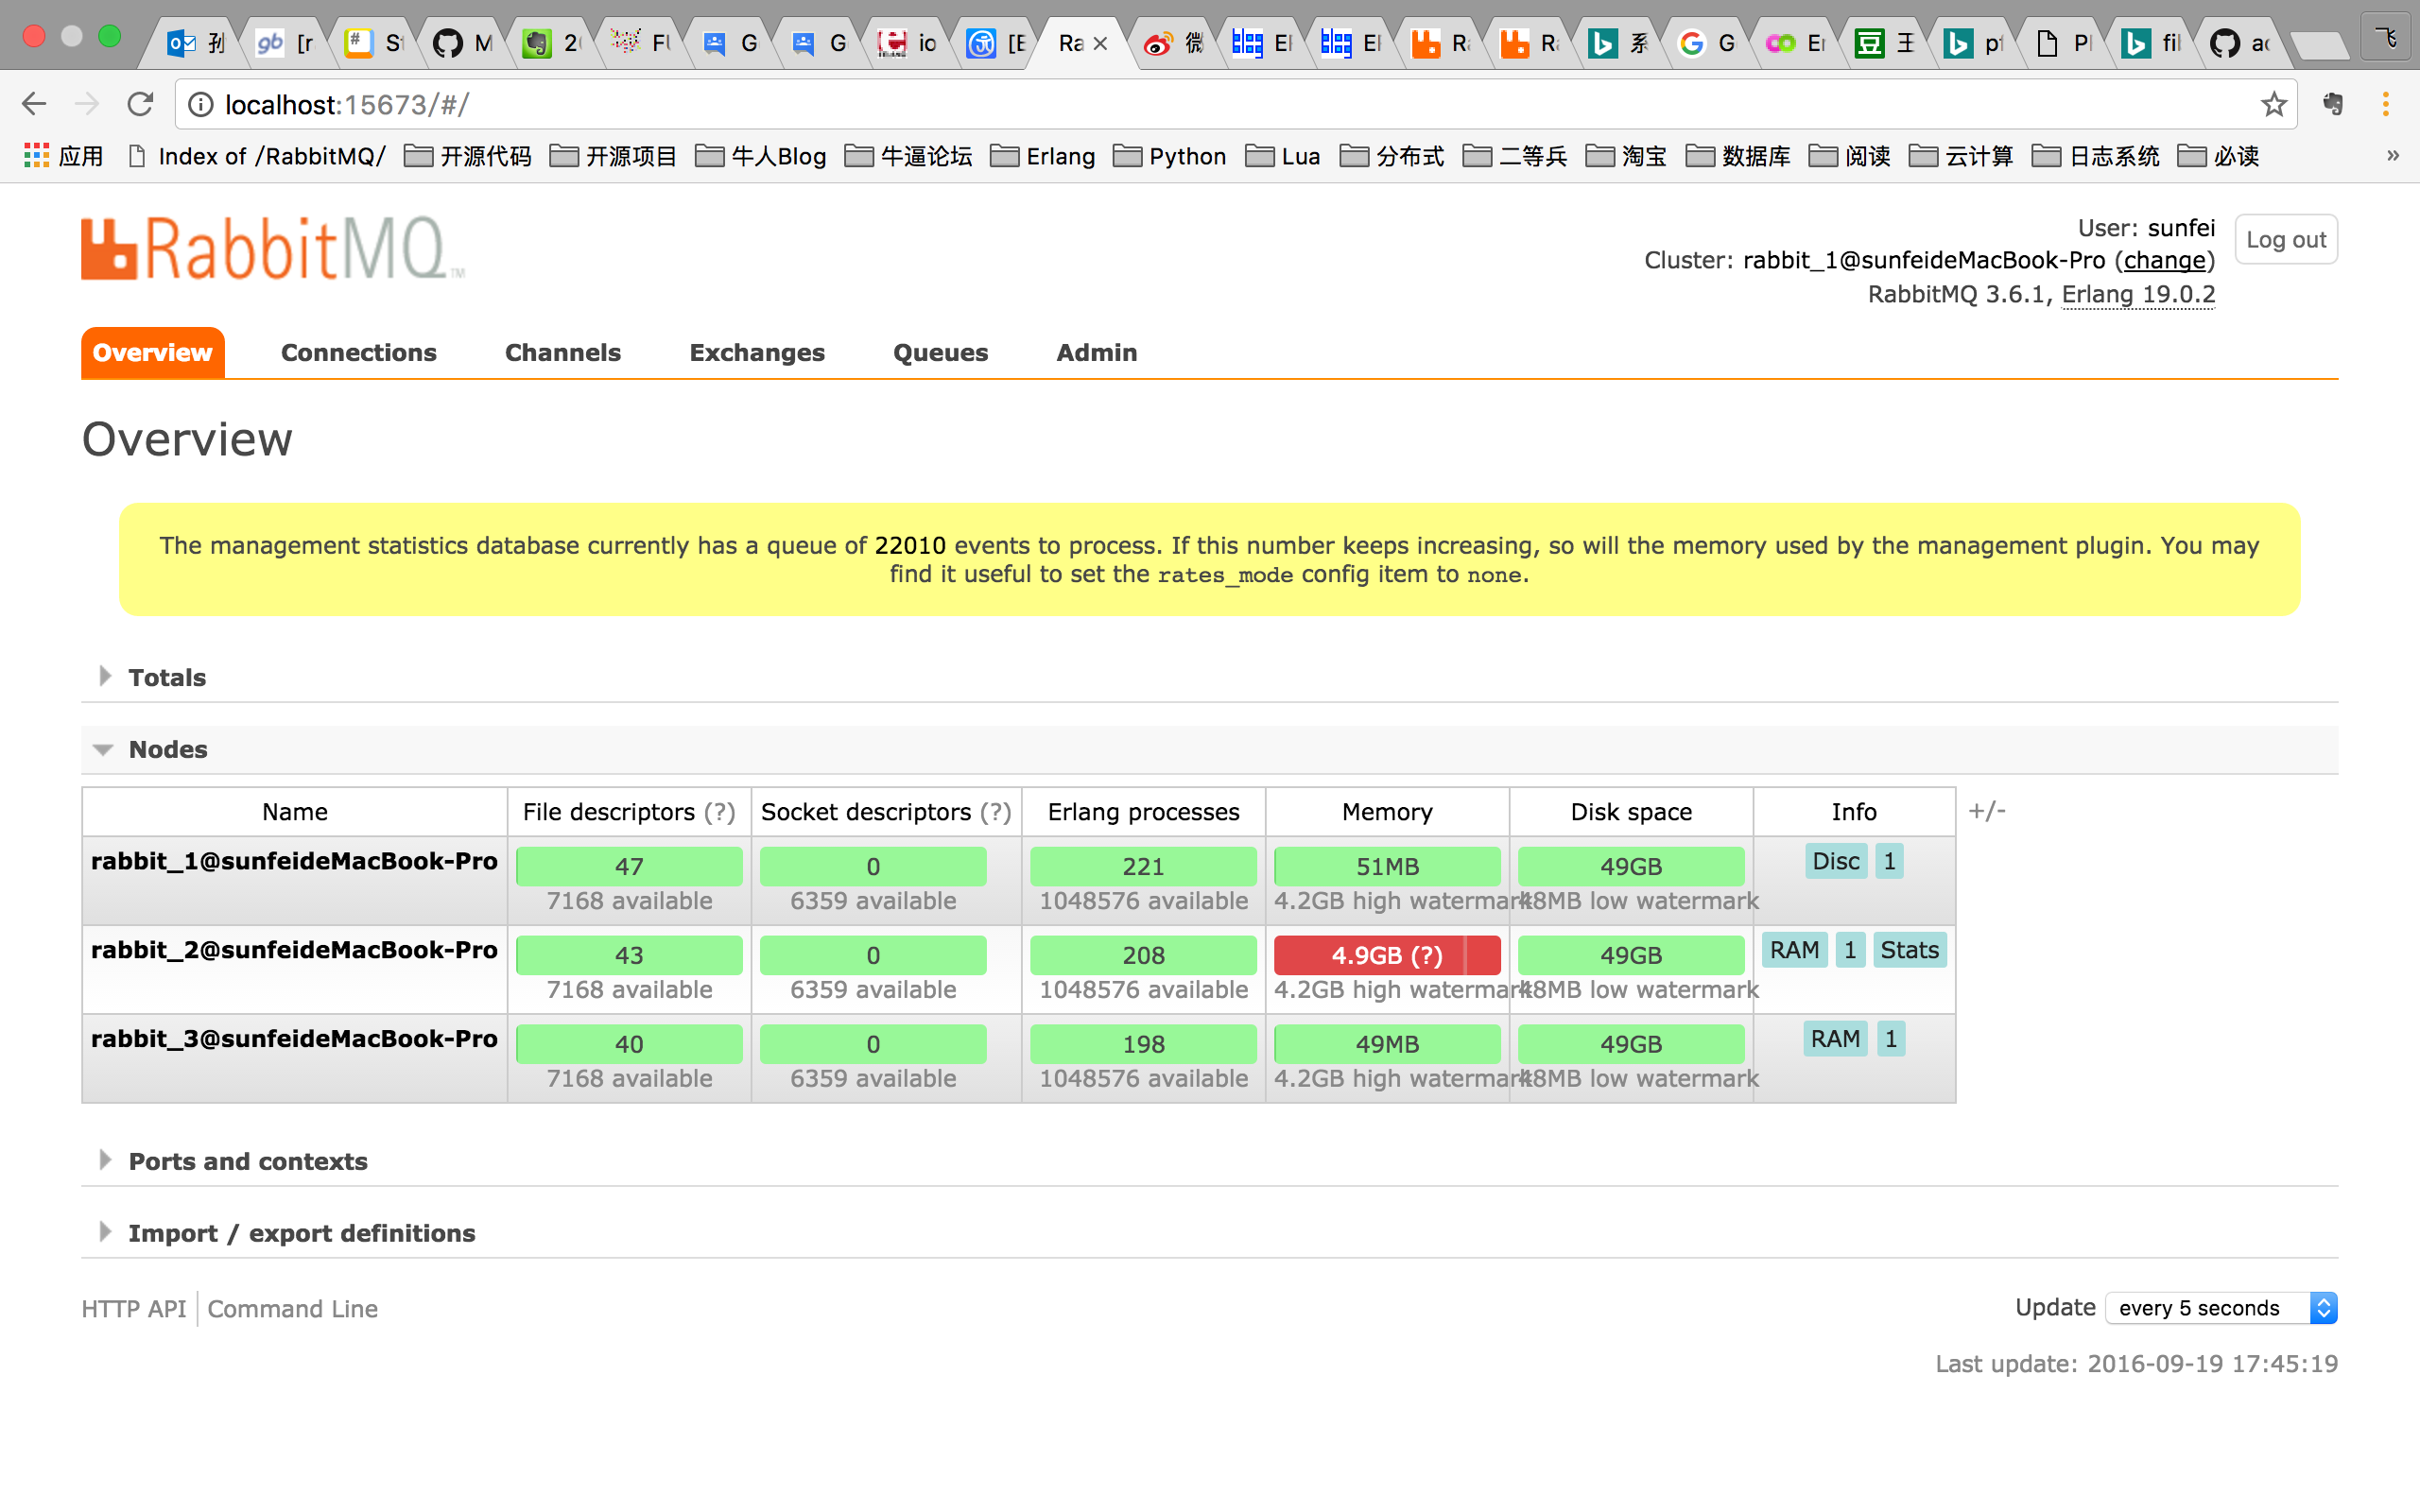 孙 [r S M 2 FU G G io [E Ra 微 El El R R 系 G Er 王 pt Pl fil ac
localhost:15673/#/
应用 Index of /RabbitMQ/ 开源代码 开源项目 牛人Blog 牛逼论坛 Erlang Python Lua 分布式 二等兵 淘宝 数据库 阅读 云计算 日志系统 必读 »
RabbitMQ™
User: sunfei
Log out
Cluster: rabbit_1@sunfeideMacBook-Pro (change)
RabbitMQ 3.6.1, Erlang 19.0.2
Overview Connections Channels Exchanges Queues Admin
Overview
The management statistics database currently has a queue of 22010 events to process. If this number keeps increasing, so will the memory used by the management plugin. You may
find it useful to set the rates_mode config item to none.
Totals
Nodes
Name File descriptors (?) Socket descriptors (?) Erlang processes Memory Disk space Info +/-
rabbit_1@sunfeideMacBook-Pro 47 0 221 51MB 49GB Disc 1
7168 available 6359 available 1048576 available 4.2GB high watermark 48MB low watermark
rabbit_2@sunfeideMacBook-Pro 43 0 208 4.9GB (?) 49GB RAM 1 Stats
7168 available 6359 available 1048576 available 4.2GB high watermark 48MB low watermark
rabbit_3@sunfeideMacBook-Pro 40 0 198 49MB 49GB RAM 1
7168 available 6359 available 1048576 available 4.2GB high watermark 48MB low watermark
Ports and contexts
Import / export definitions
HTTP API Command Line
Update every 5 seconds
Last update: 2016-09-19 17:45:19